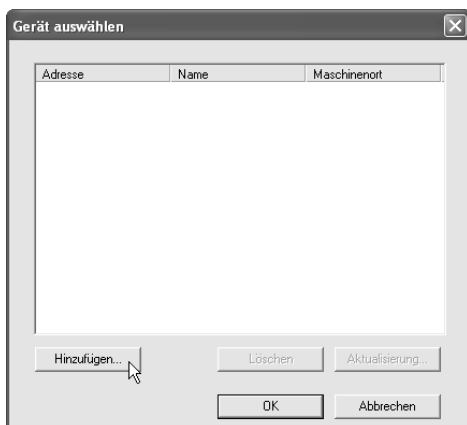 Gerät auswählen
Adresse Name Maschinenort
Hinzufügen... Löschen Aktualisierung...
OK Abbrechen